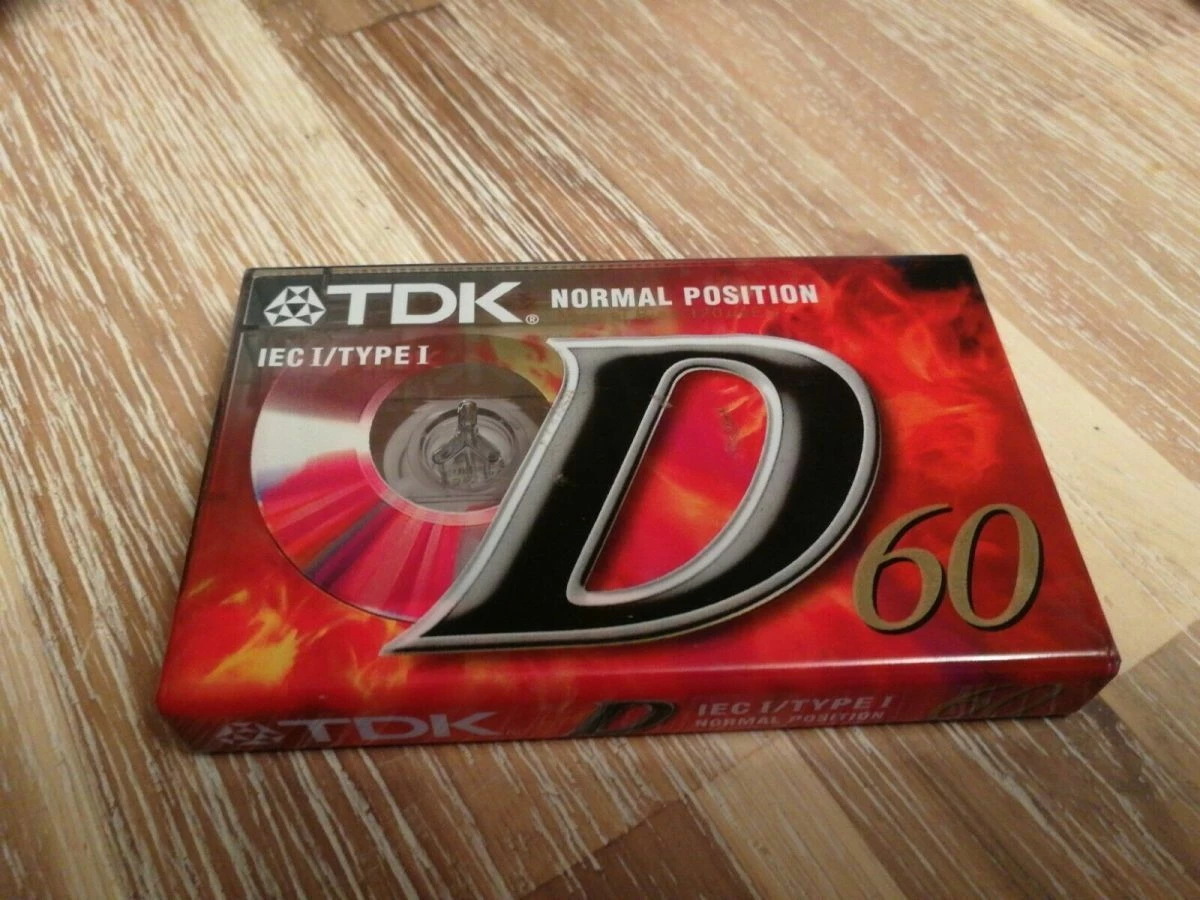 TDK® NORMAL POSITION
IEC I/TYPE I
D 60
TDK D IEC I/TYPE I
NORMAL POSITION